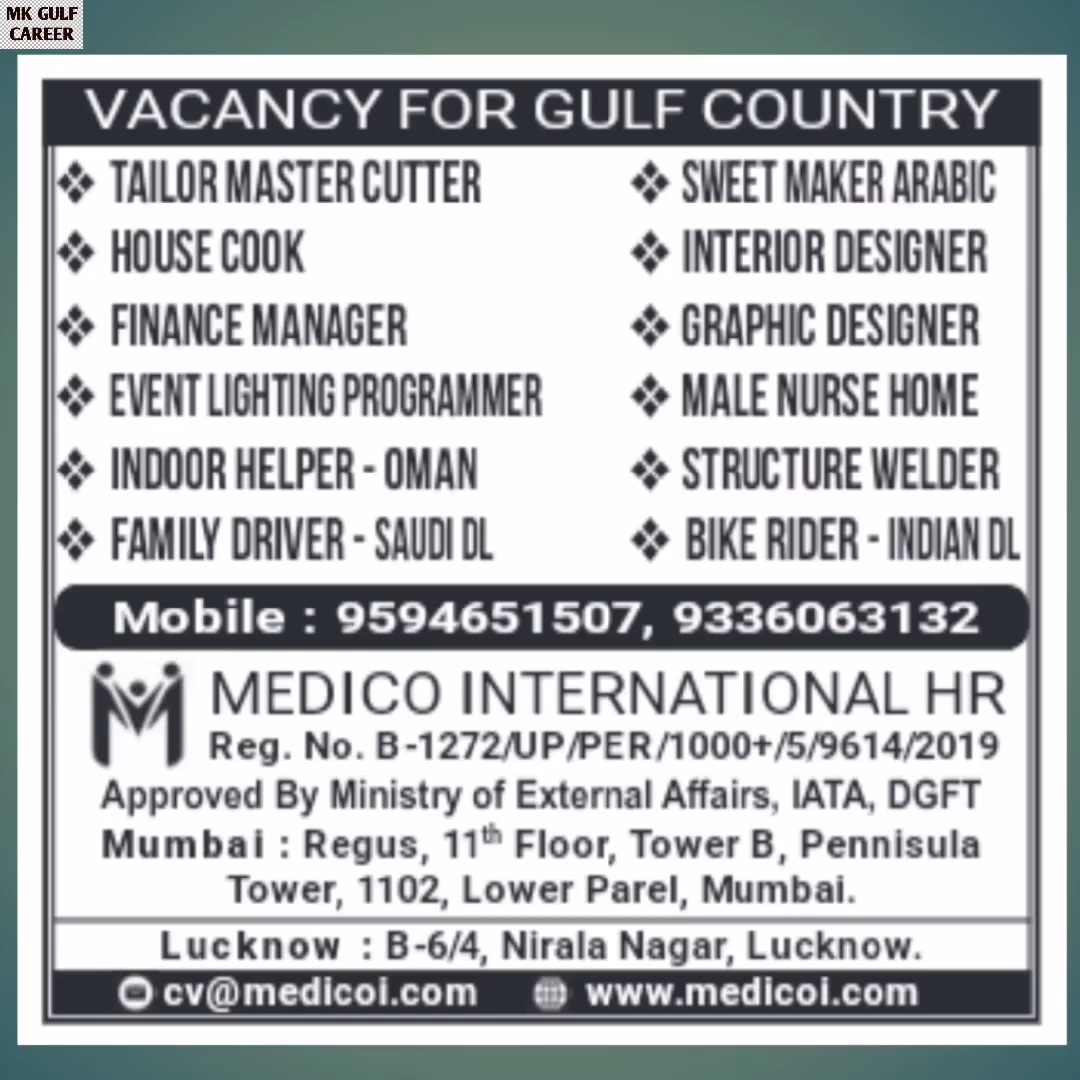 MK GULF
CAREER
VACANCY FOR GULF COUNTRY
❖ TAILOR MASTER CUTTER
❖ HOUSE COOK
❖ FINANCE MANAGER
❖ EVENT LIGHTING PROGRAMMER
❖ INDOOR HELPER - OMAN
❖ FAMILY DRIVER - SAUDI DL
❖ SWEET MAKER ARABIC
❖ INTERIOR DESIGNER
❖ GRAPHIC DESIGNER
❖ MALE NURSE HOME
❖ STRUCTURE WELDER
❖ BIKE RIDER - INDIAN DL
Mobile : 9594651507, 9336063132
MEDICO INTERNATIONAL HR
Reg. No. B-1272/UP/PER/1000+/5/9614/2019
Approved By Ministry of External Affairs, IATA, DGFT
Mumbai : Regus, 11th Floor, Tower B, Pennisula
Tower, 1102, Lower Parel, Mumbai.
Lucknow : B-6/4, Nirala Nagar, Lucknow.
cv@medicoi.com www.medicoi.com